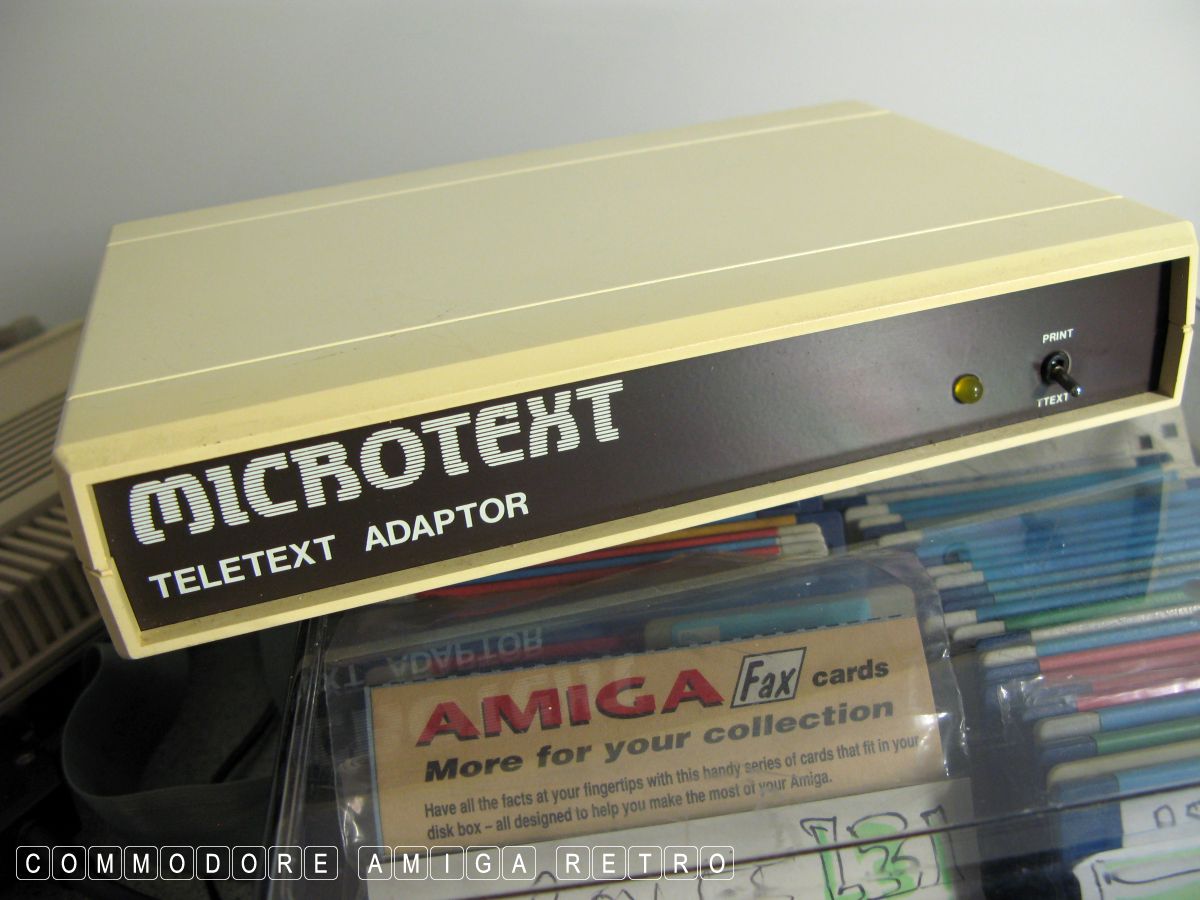 PRINT
TTEXT
MICROTEXT
TELETEXT ADAPTOR
ADAPTOR
AMIGA Fax cards
More for your collection
Have all the facts at your fingertips with this handy series of cards that fit in your
disk box – all designed to help you make the most of your Amiga.
COMMODORE AMIGA RETRO